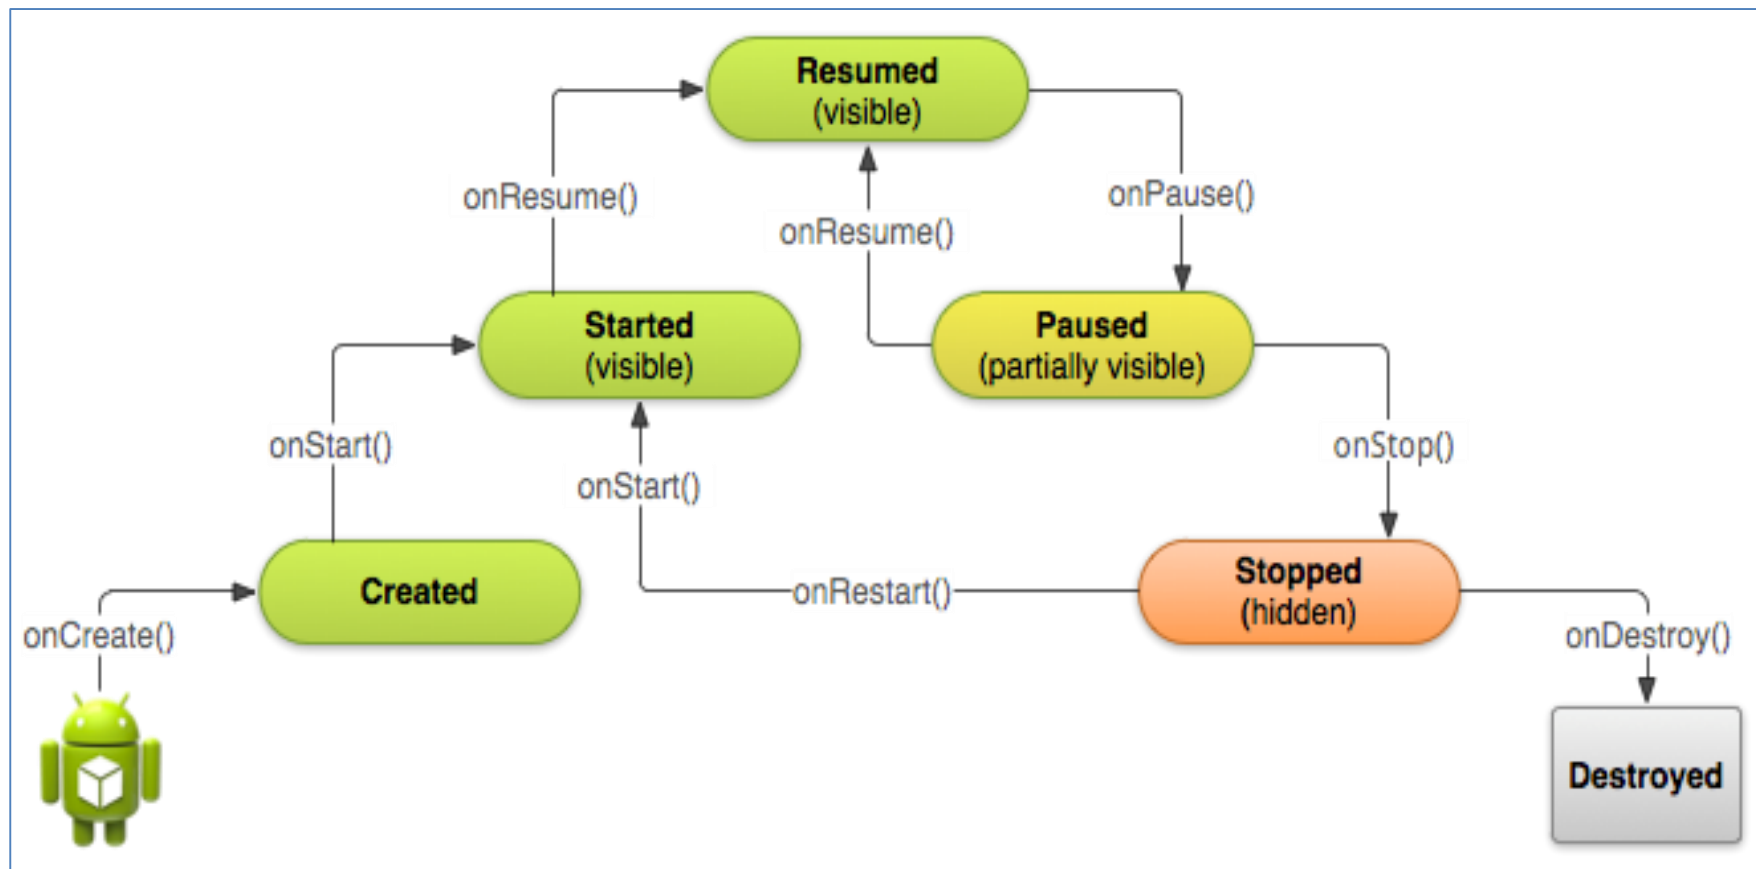 Resumed
(visible)
onResume()
onPause()
onResume()
Started
(visible)
Paused
(partially visible)
onStart()
onStop()
onStart()
Created
onRestart()
Stopped
(hidden)
onCreate()
onDestroy()
Destroyed